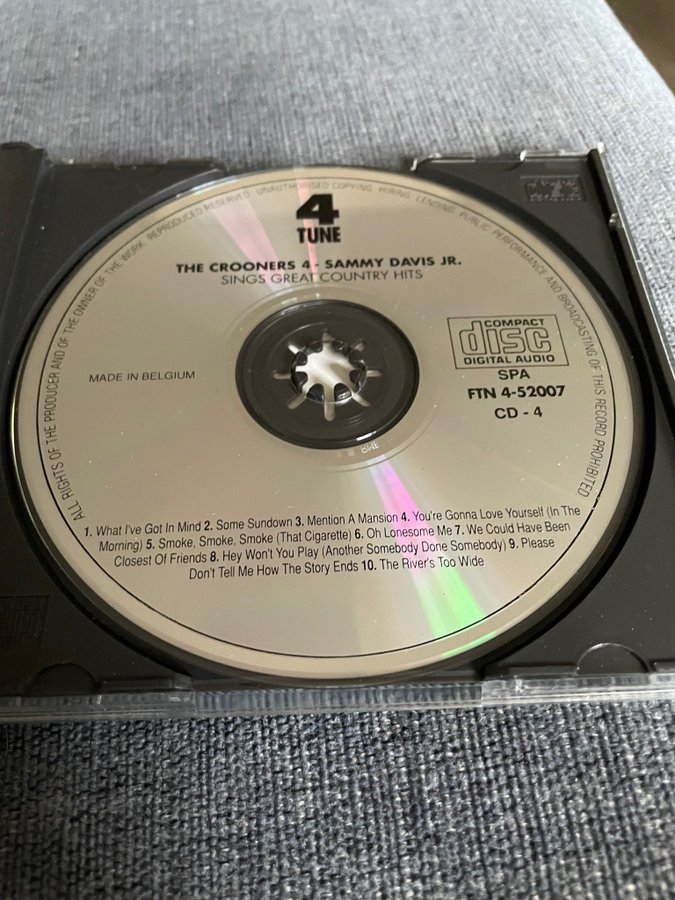 4
TUNE
THE CROONERS 4 - SAMMY DAVIS JR.
SINGS GREAT COUNTRY HITS
MADE IN BELGIUM
COMPACT
disc
DIGITAL AUDIO
SPA
FTN 4-52007
CD - 4
1. What I've Got In Mind 2. Some Sundown 3. Mention A Mansion 4. You're Gonna Love Yourself (In The
Morning) 5. Smoke, Smoke, Smoke (That Cigarette) 6. Oh Lonesome Me 7. We Could Have Been
Closest Of Friends 8. Hey Won't You Play (Another Somebody Done Somebody) 9. Please
Don't Tell Me How The Story Ends 10. The River's Too Wide
ALL RIGHTS OF THE PRODUCER AND OF THE OWNER OF THE WORK REPRODUCED RESERVED. UNAUTHORISED COPYING. HIRING. LENDING. PUBLIC PERFORMANCE AND BROADCASTING OF THIS RECORD PROHIBITED